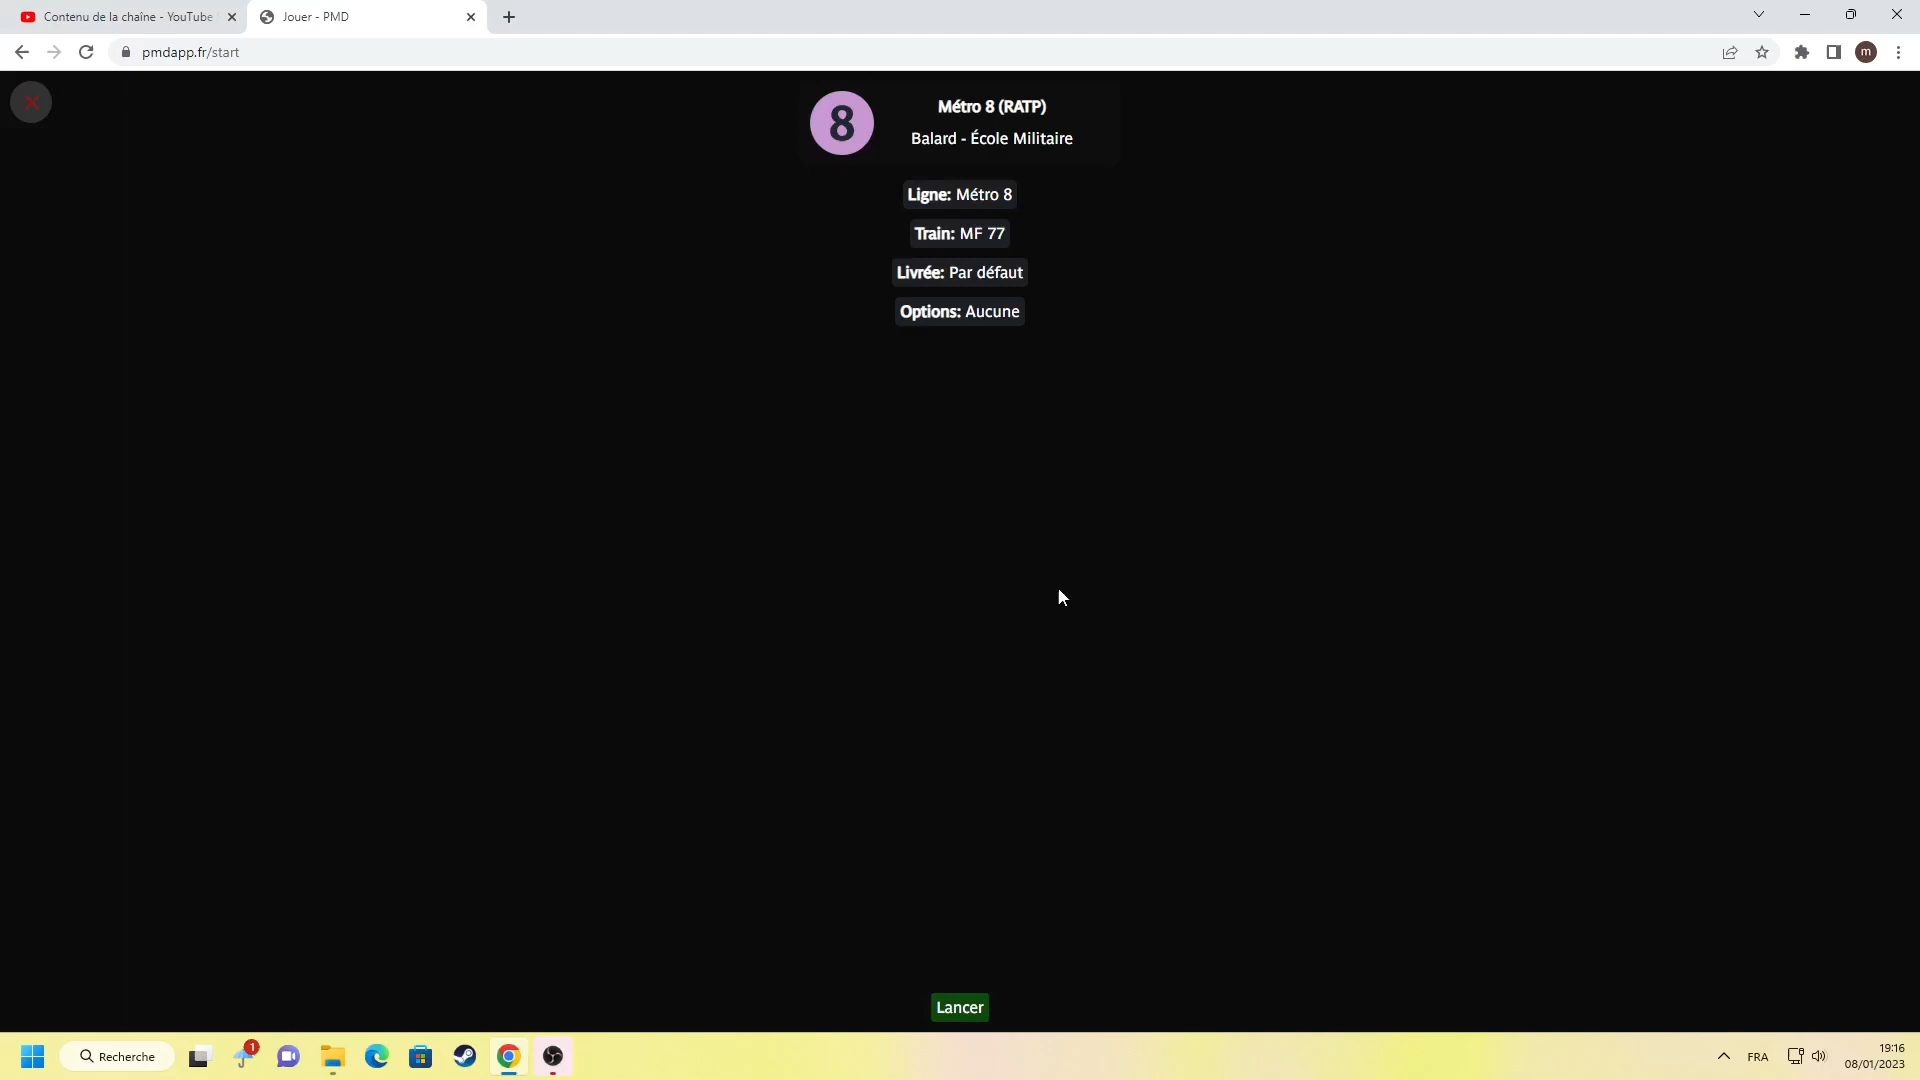 Contenu de la chaîne - YouTube
Jouer - PMD
pmdapp.fr/start
m
8
Métro 8 (RATP)
Balard - École Militaire
Ligne: Métro 8
Train: MF 77
Livrée: Par défaut
Options: Aucune
Lancer
Recherche
1
FRA
19:16
08/01/2023